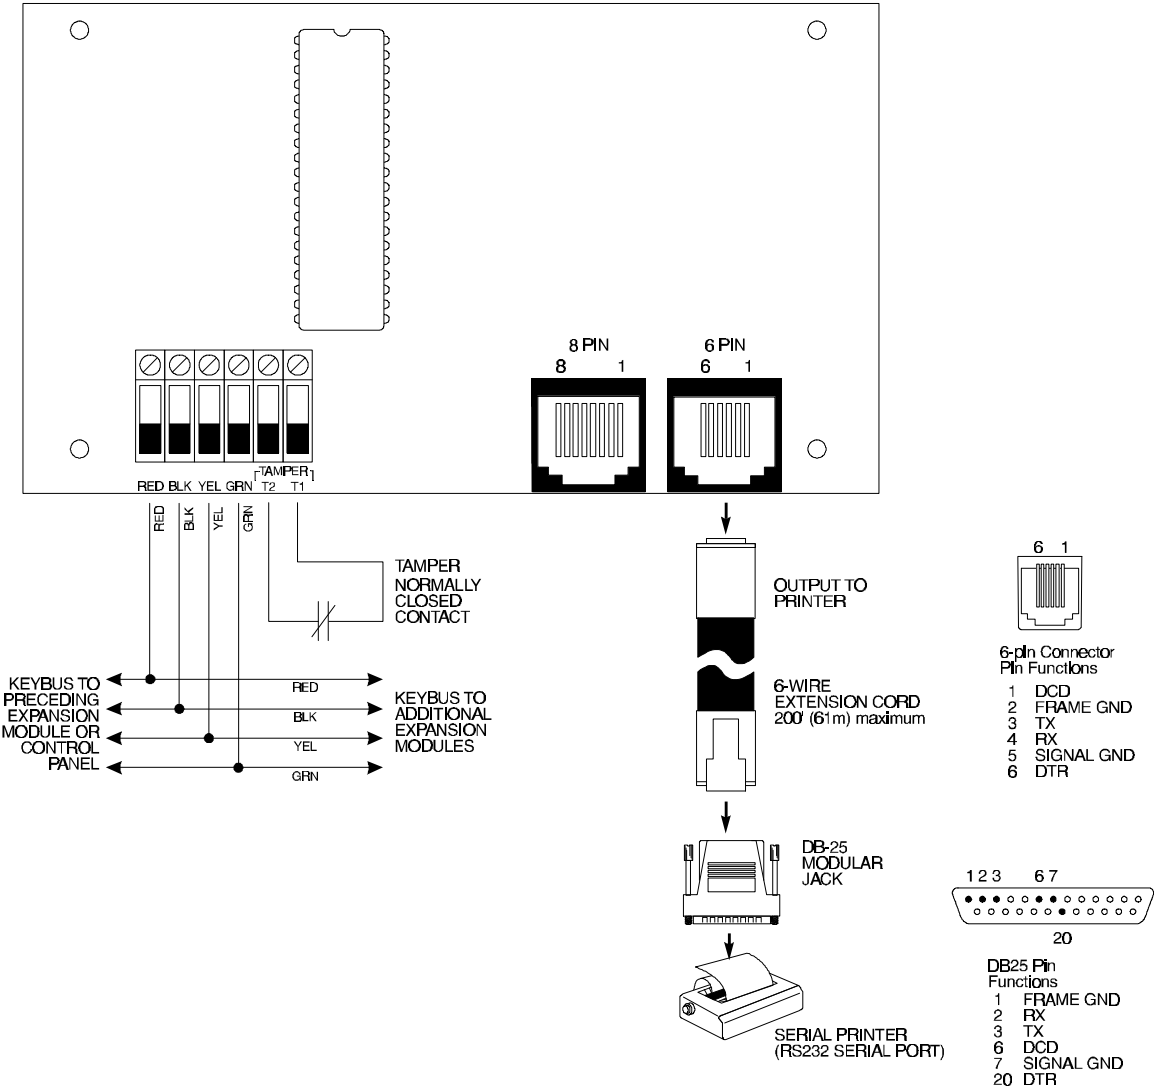 8 PIN
8 1
6 PIN
6 1
TAMPER
RED BLK YEL GRN T2 T1
RED
BLK
YEL
GRN
TAMPER
NORMALLY
CLOSED
CONTACT
KEYBUS TO
PRECEDING
EXPANSION
MODULE OR
CONTROL
PANEL
RED
BLK
YEL
GRN
KEYBUS TO
ADDITIONAL
EXPANSION
MODULES
OUTPUT TO
PRINTER
6-WIRE
EXTENSION CORD
200' (61m) maximum
DB-25
MODULAR
JACK
SERIAL PRINTER
(RS232 SERIAL PORT)
6 1
6-pin Connector
Pin Functions
1 DCD
2 FRAME GND
3 TX
4 RX
5 SIGNAL GND
6 DTR
1 2 3 6 7
20
DB25 Pin
Functions
1 FRAME GND
2 RX
3 TX
6 DCD
7 SIGNAL GND
20 DTR